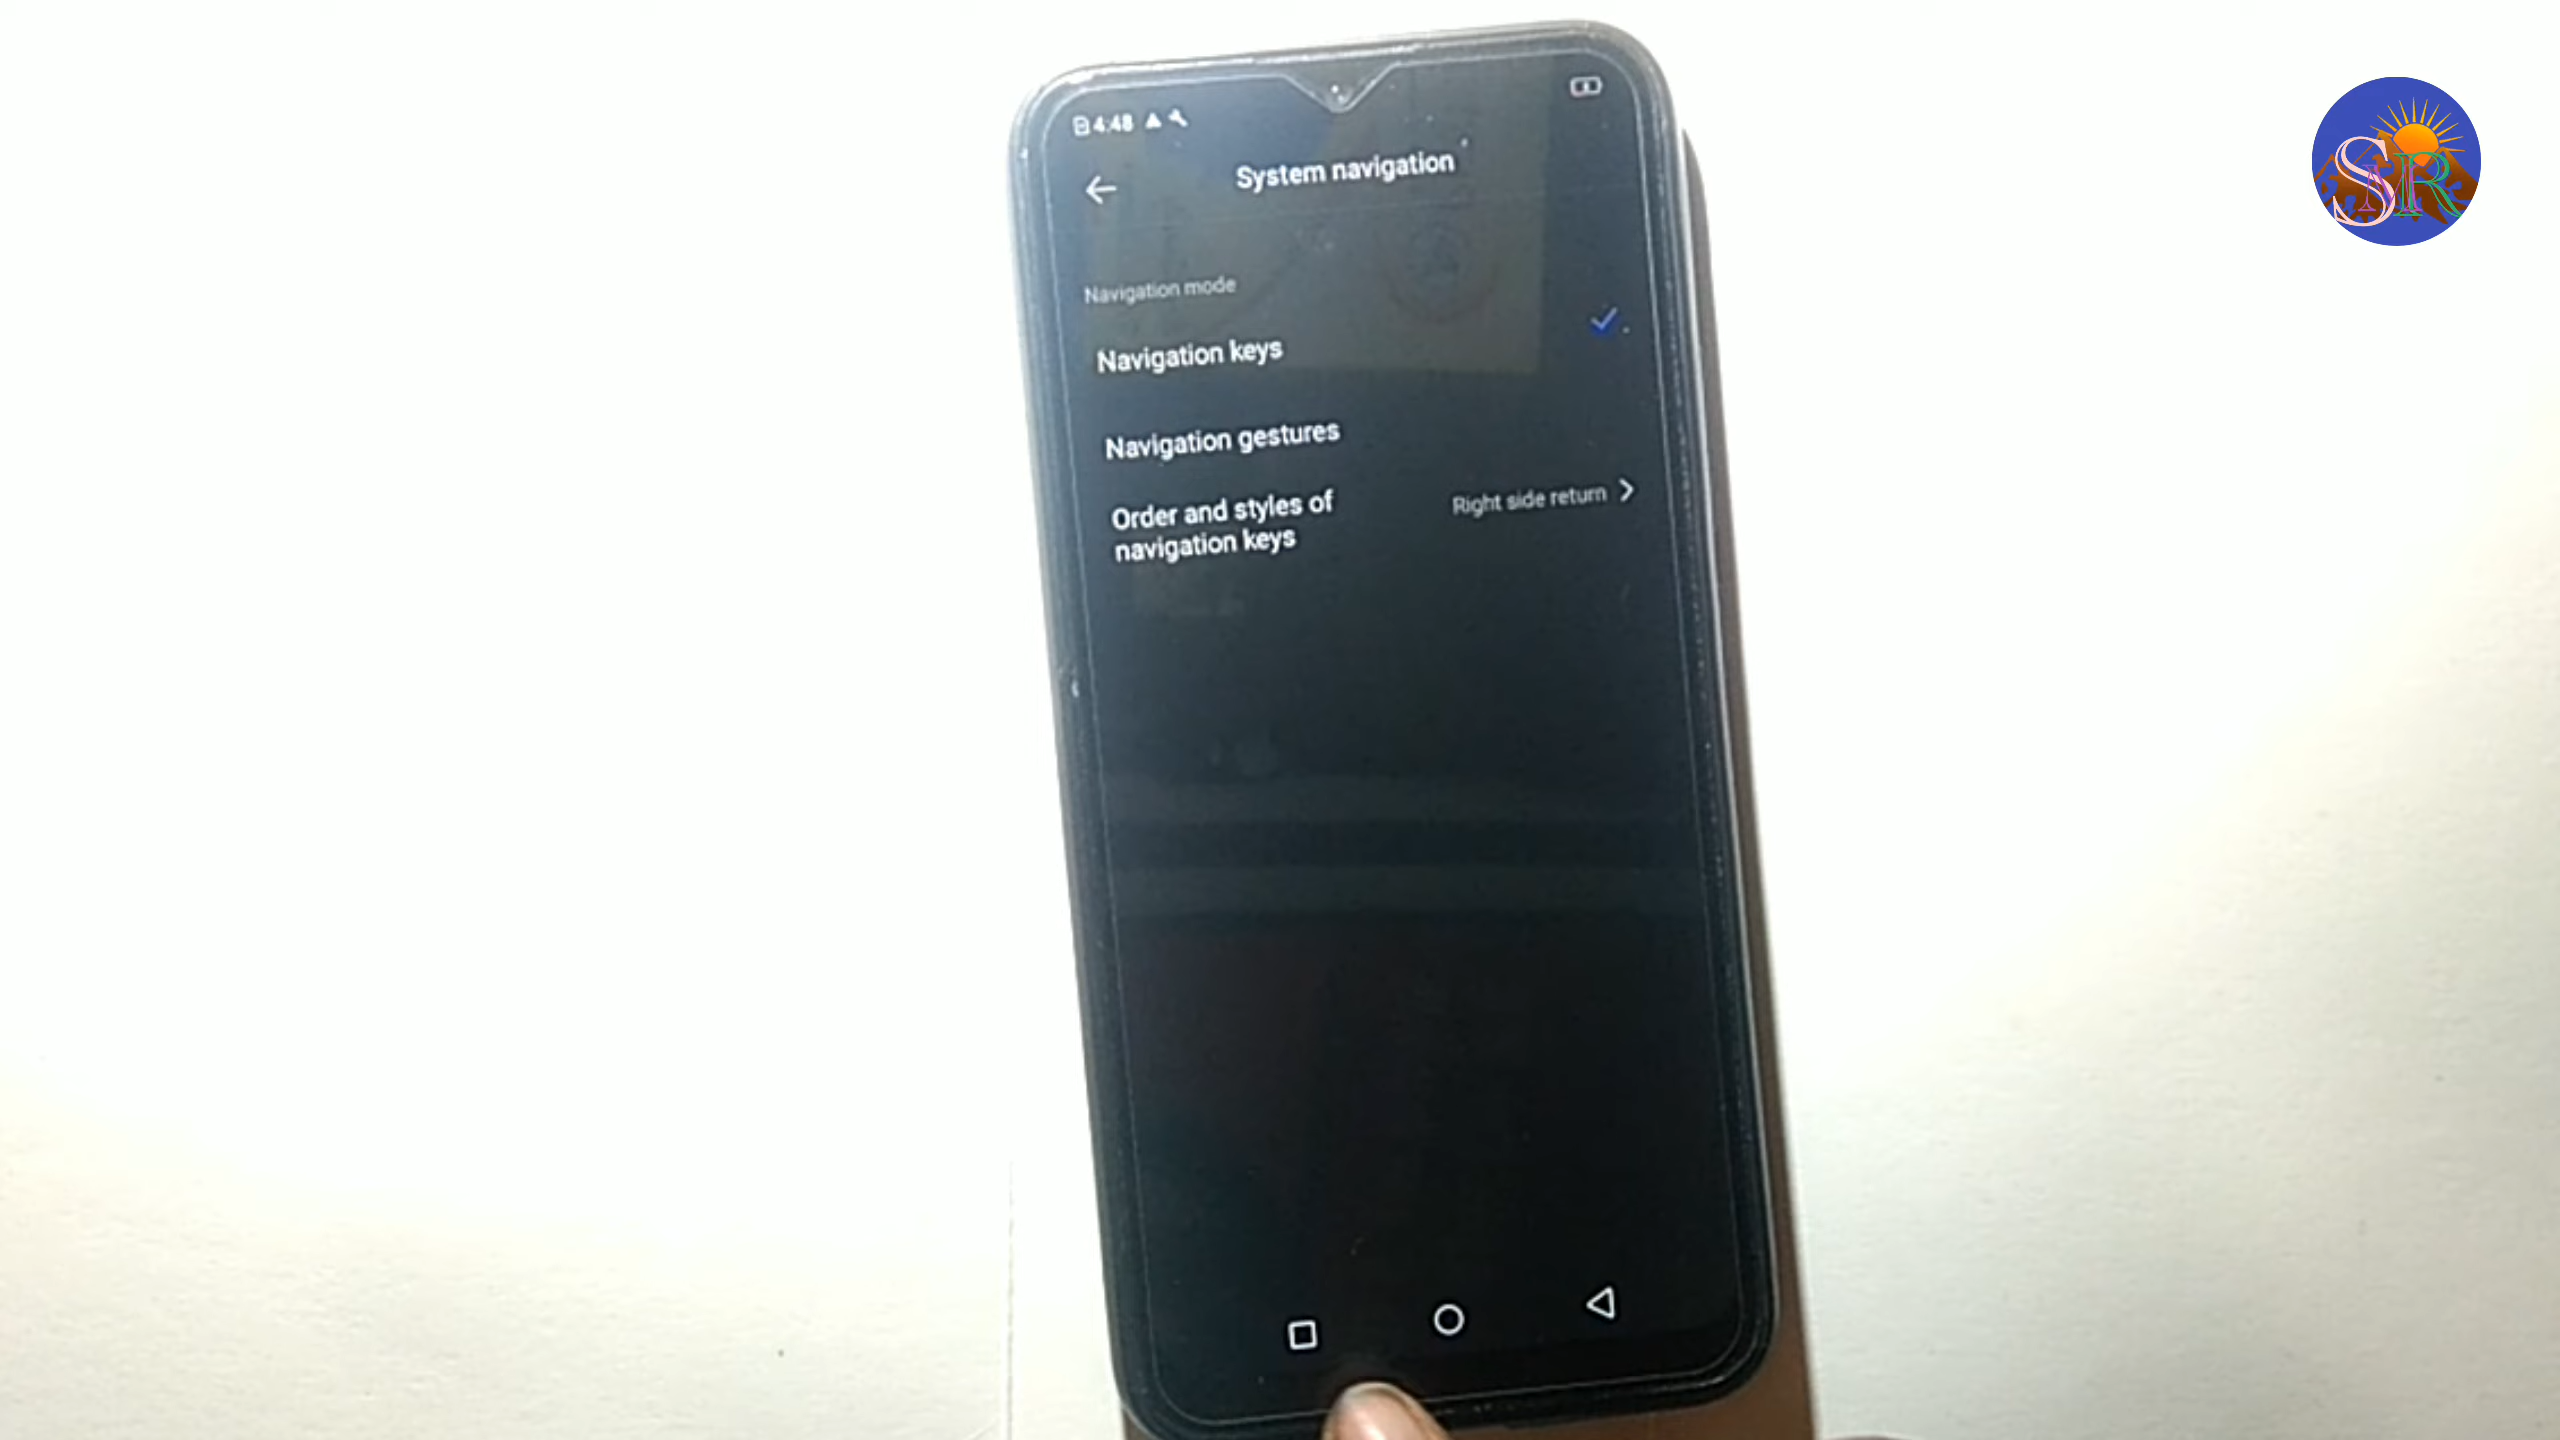 4:48
System navigation
Navigation mode
Navigation keys
Navigation gestures
Order and styles of
navigation keys
Right side return
SMR